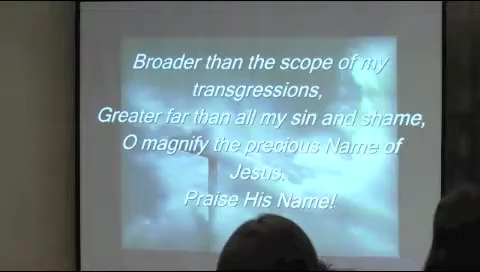 Broader than the scope of my
transgressions,
Greater far than all my sin and shame,
O magnify the precious Name of
Jesus.
Praise His Name!